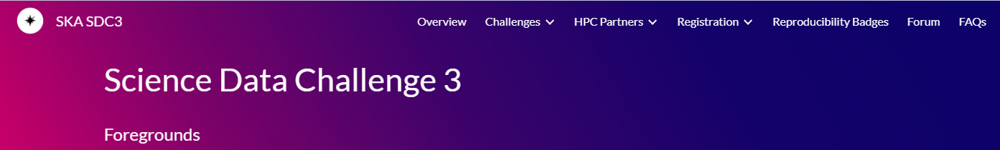 SKA SDC3 Overview Challenges HPC Partners Registration Reproducibility Badges Forum FAQs
Science Data Challenge 3
Foregrounds